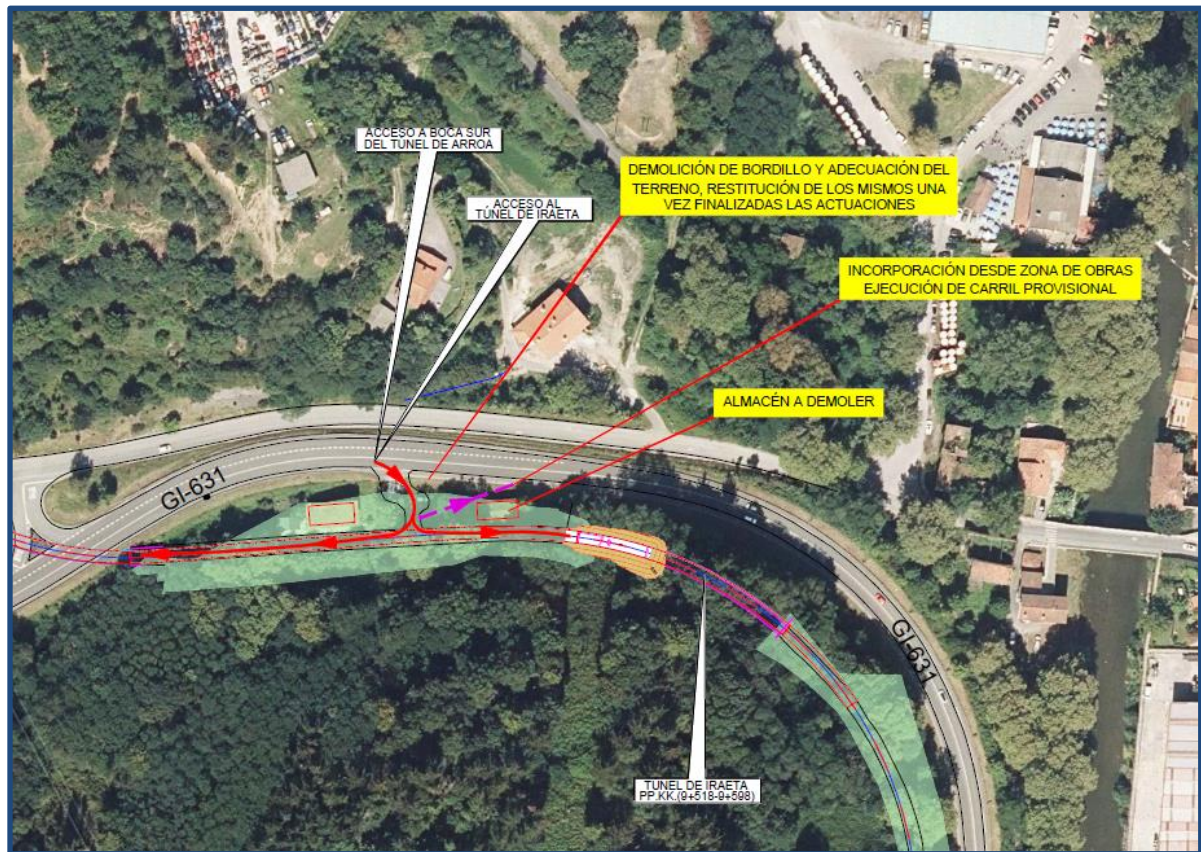 ACCESO A BOCA SUR
DEL TÚNEL DE ARROA
DEMOLICIÓN DE BORDILLO Y ADECUACIÓN DEL
TERRENO, RESTITUCIÓN DE LOS MISMOS UNA
VEZ FINALIZADAS LAS ACTUACIONES
ACCESO AL
TÚNEL DE IRAETA
INCORPORACIÓN DESDE ZONA DE OBRAS
EJECUCIÓN DE CARRIL PROVISIONAL
ALMACÉN A DEMOLER
GI-631
GI-631
TÚNEL DE IRAETA
PP.KK.(9+518-9+598)